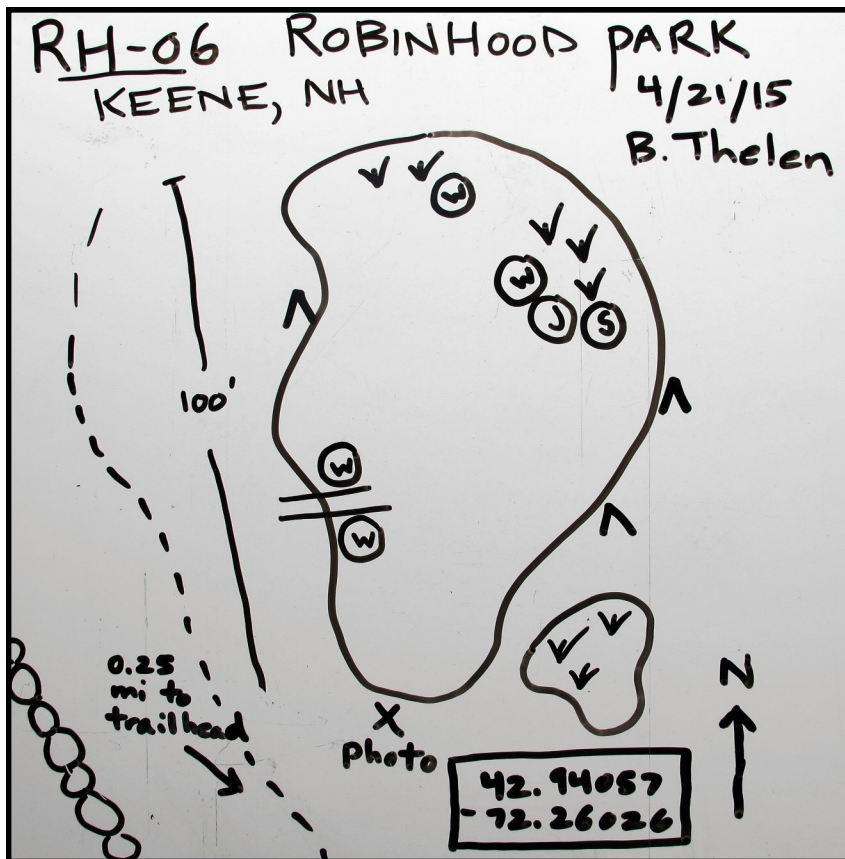 RH-06 ROBINHOOD PARK
KEENE, NH
4/21/15
B. Thelen
W
W
J
S
100'
W
W
0.25
mi to
trailhead
X
photo
N
42.94057
-72.26026